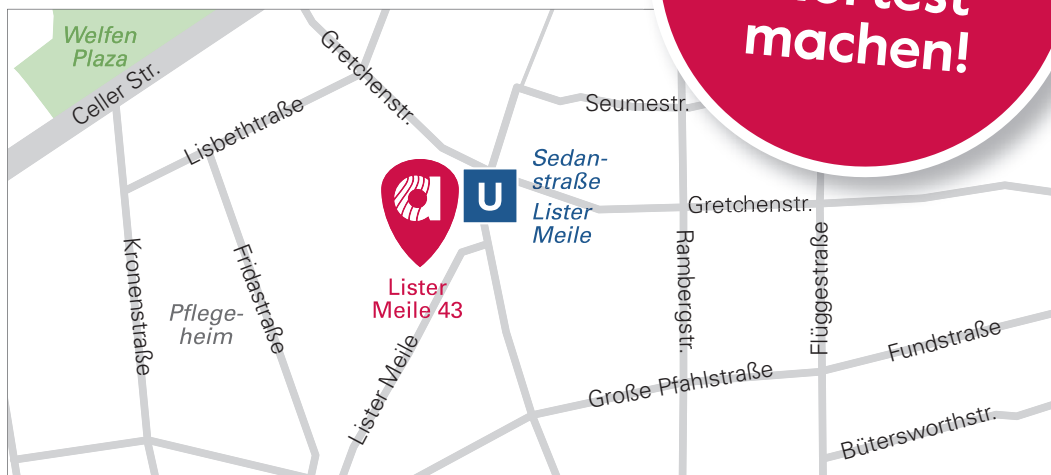 machen!
Welfen
Plaza
Celler Str.
Gretchenstr.
Lisbethtraße
Seumestr.
Sedan-
straße
Lister
Meile
U
a
Gretchenstr.
Lister
Meile 43
Kronenstraße
Fridastraße
Pflege-
heim
Lister Meile
Rambergstr.
Flüggestraße
Große Pfahlstraße
Fundstraße
Bütersworthstr.